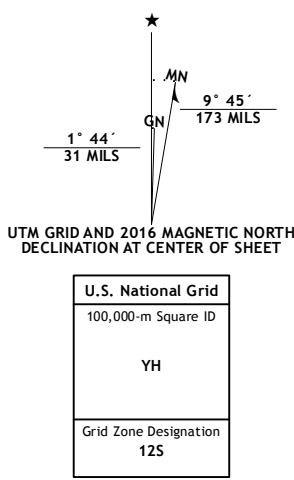 ★
MN
GN
9° 45´
173 MILS
1° 44´
31 MILS
UTM GRID AND 2016 MAGNETIC NORTH
DECLINATION AT CENTER OF SHEET
U.S. National Grid
100,000-m Square ID
YH
Grid Zone Designation
12S